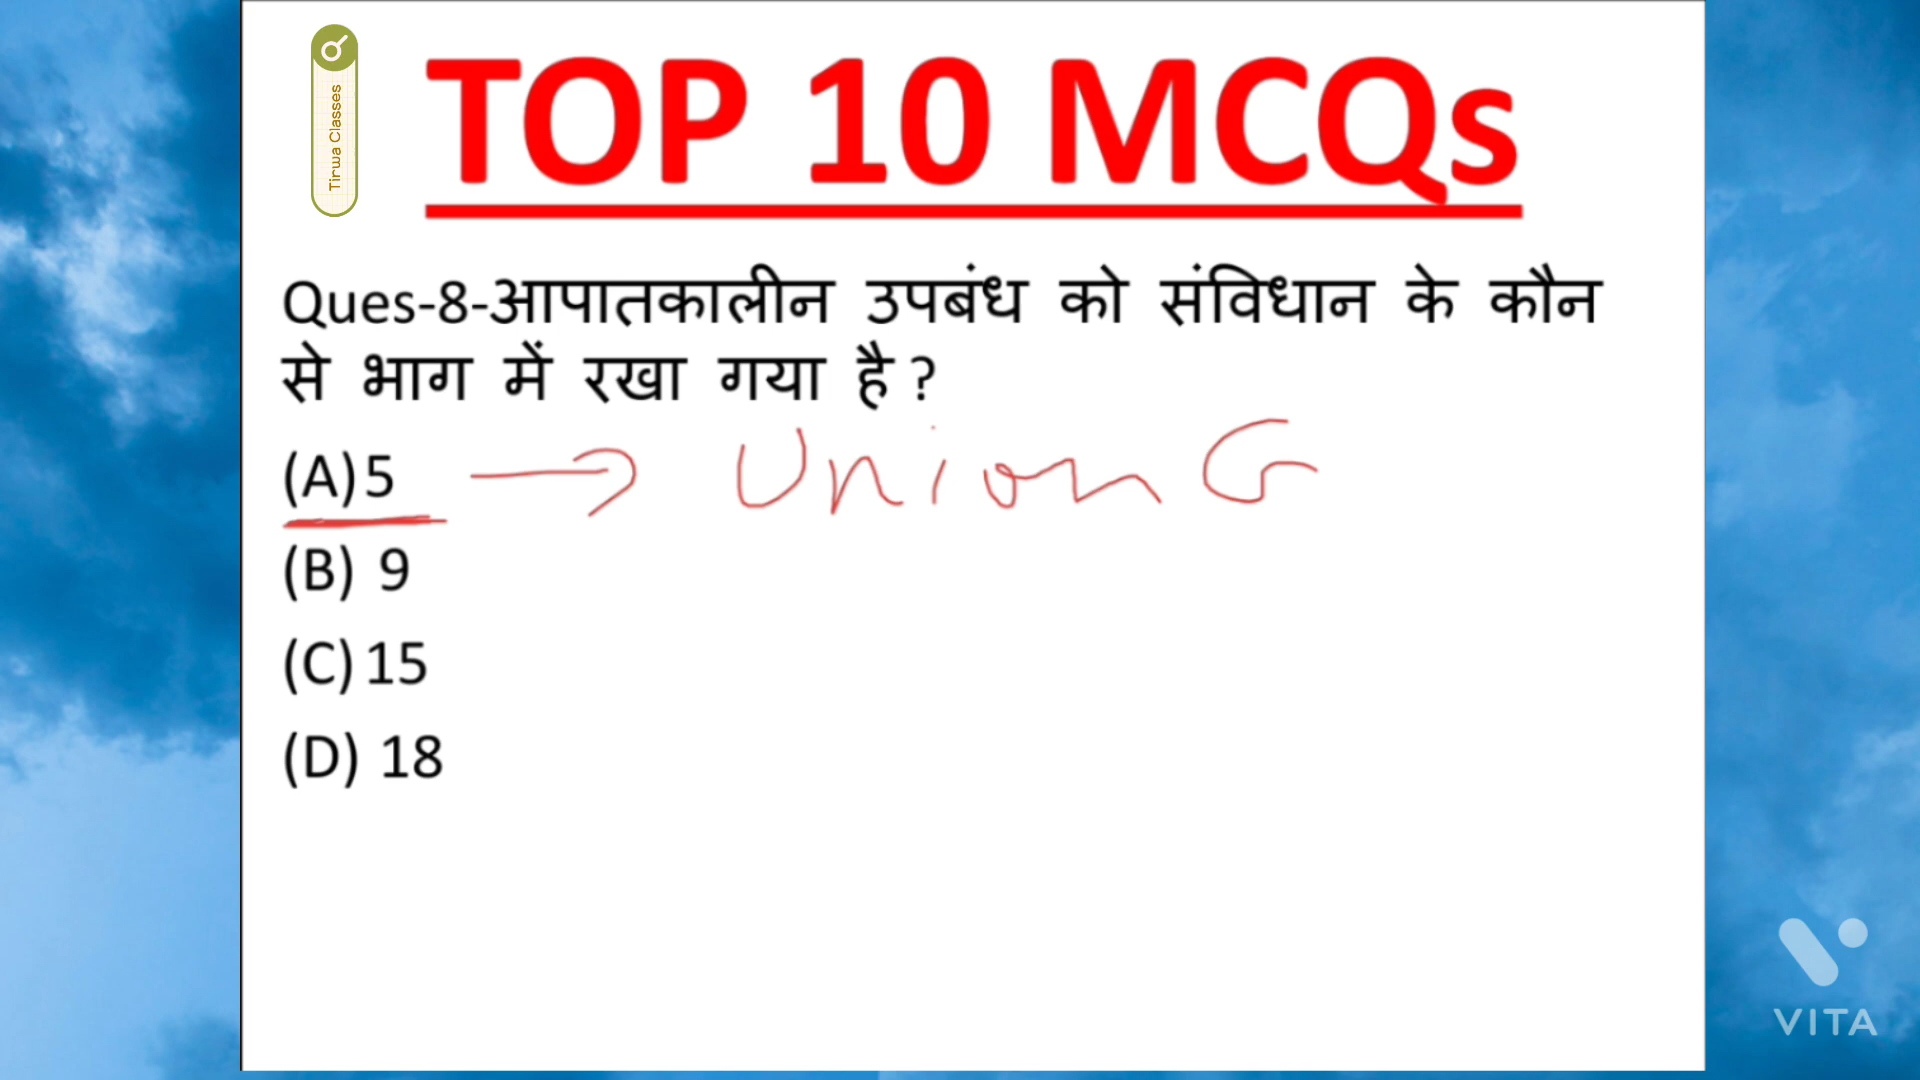 Tirwa Classes
TOP 10 MCQs
Ques-8-आपातकालीन उपबंध को संविधान के कौन
से भाग में रखा गया है ?
(A) 5 → Union G
(B) 9
(C) 15
(D) 18
VITA